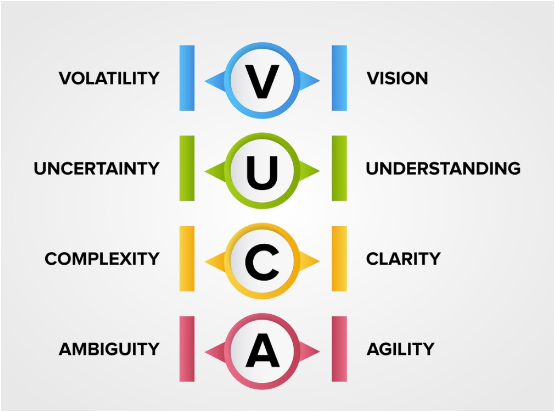 VOLATILITY V VISION
UNCERTAINTY U UNDERSTANDING
COMPLEXITY C CLARITY
AMBIGUITY A AGILITY